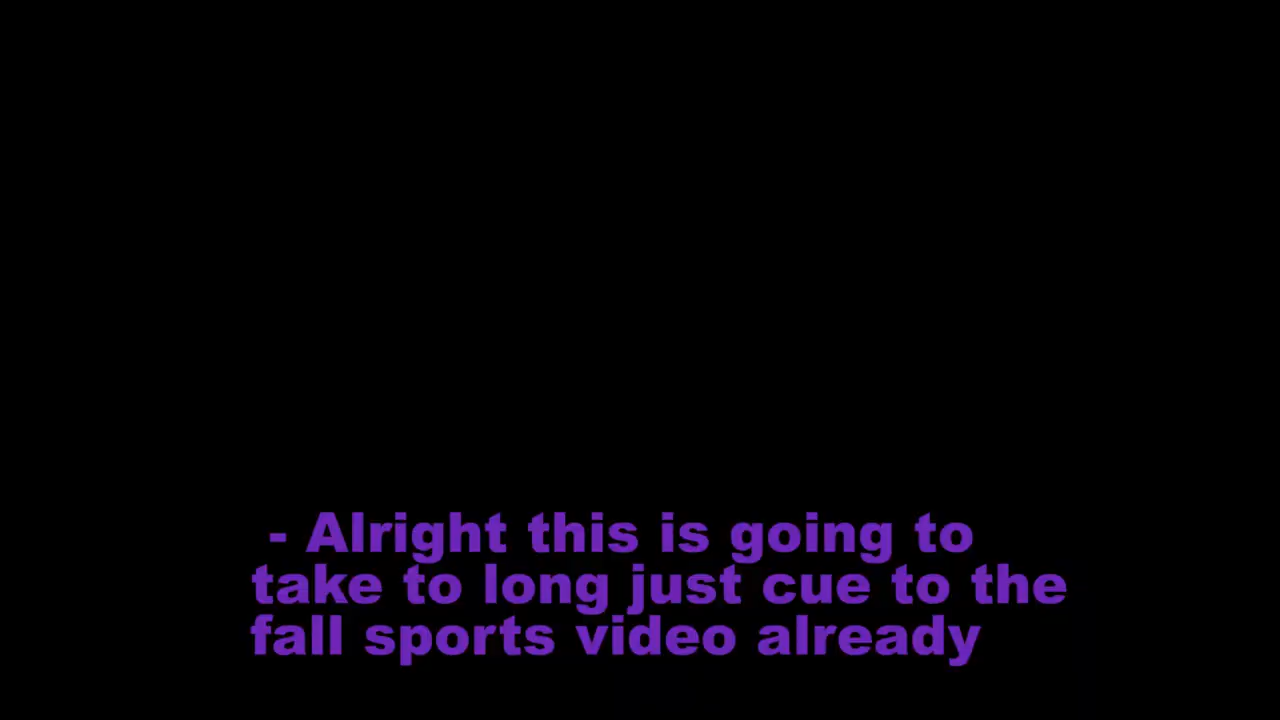 - Alright this is going to
take to long just cue to the
fall sports video already